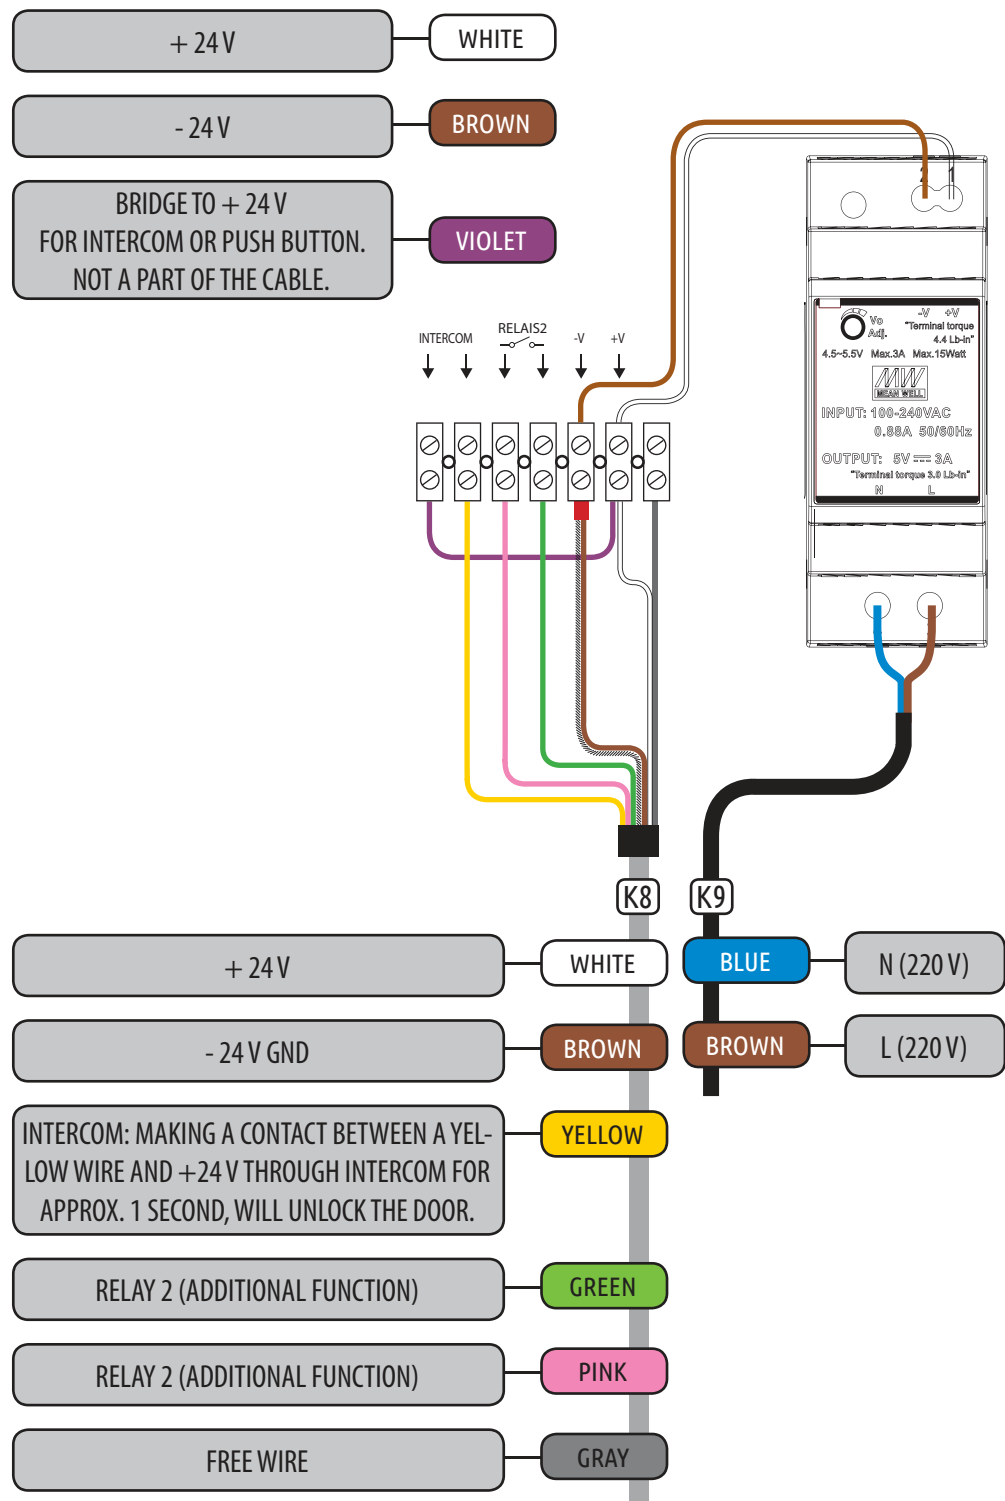 + 24 V
WHITE
- 24 V
BROWN
BRIDGE TO + 24 V
FOR INTERCOM OR PUSH BUTTON.
NOT A PART OF THE CABLE.
VIOLET
2 1
INTERCOM
RELAIS2
-V
+V
Vo
Adj.
-V +V
"Terminal torque
4.4 Lb-in"
4.5~5.5V Max.3A Max.15Watt
MW
MEAN WELL
INPUT: 100-240VAC
0.88A 50/60Hz
OUTPUT: 5V ⎓ 3A
"Terminal torque 3.0 Lb-in"
N L
K8
K9
+ 24 V
WHITE
BLUE
N (220 V)
- 24 V GND
BROWN
BROWN
L (220 V)
INTERCOM: MAKING A CONTACT BETWEEN A YEL-
LOW WIRE AND +24 V THROUGH INTERCOM FOR
APPROX. 1 SECOND, WILL UNLOCK THE DOOR.
YELLOW
RELAY 2 (ADDITIONAL FUNCTION)
GREEN
RELAY 2 (ADDITIONAL FUNCTION)
PINK
FREE WIRE
GRAY